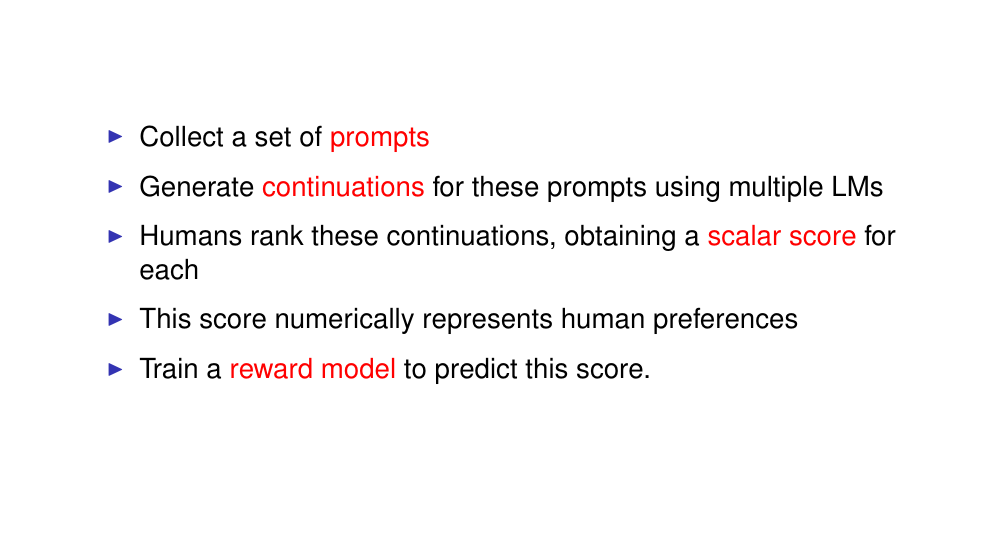 Collect a set of prompts
Generate continuations for these prompts using multiple LMs
Humans rank these continuations, obtaining a scalar score for
each
This score numerically represents human preferences
Train a reward model to predict this score.